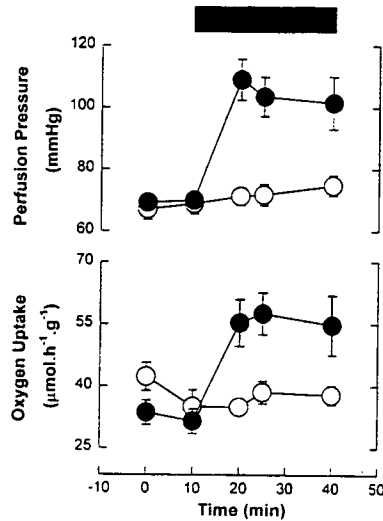 120
100
80
60
Perfusion Pressure
(mmHg)
70
55
40
25
Oxygen Uptake
(μmol.h⁻¹.g⁻¹)
-10 0 10 20 30 40 50
Time (min)